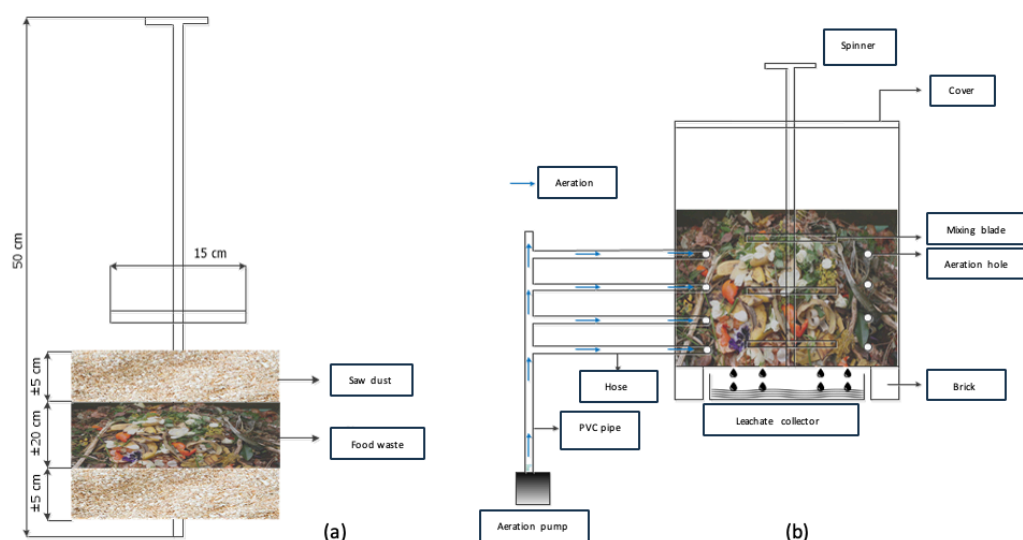 50 cm
15 cm
±5 cm
Saw dust
±20 cm
Food waste
±5 cm
(a)
Spinner
Cover
Aeration
Mixing blade
Aeration hole
Hose
Brick
Leachate collector
PVC pipe
Aeration pump
(b)